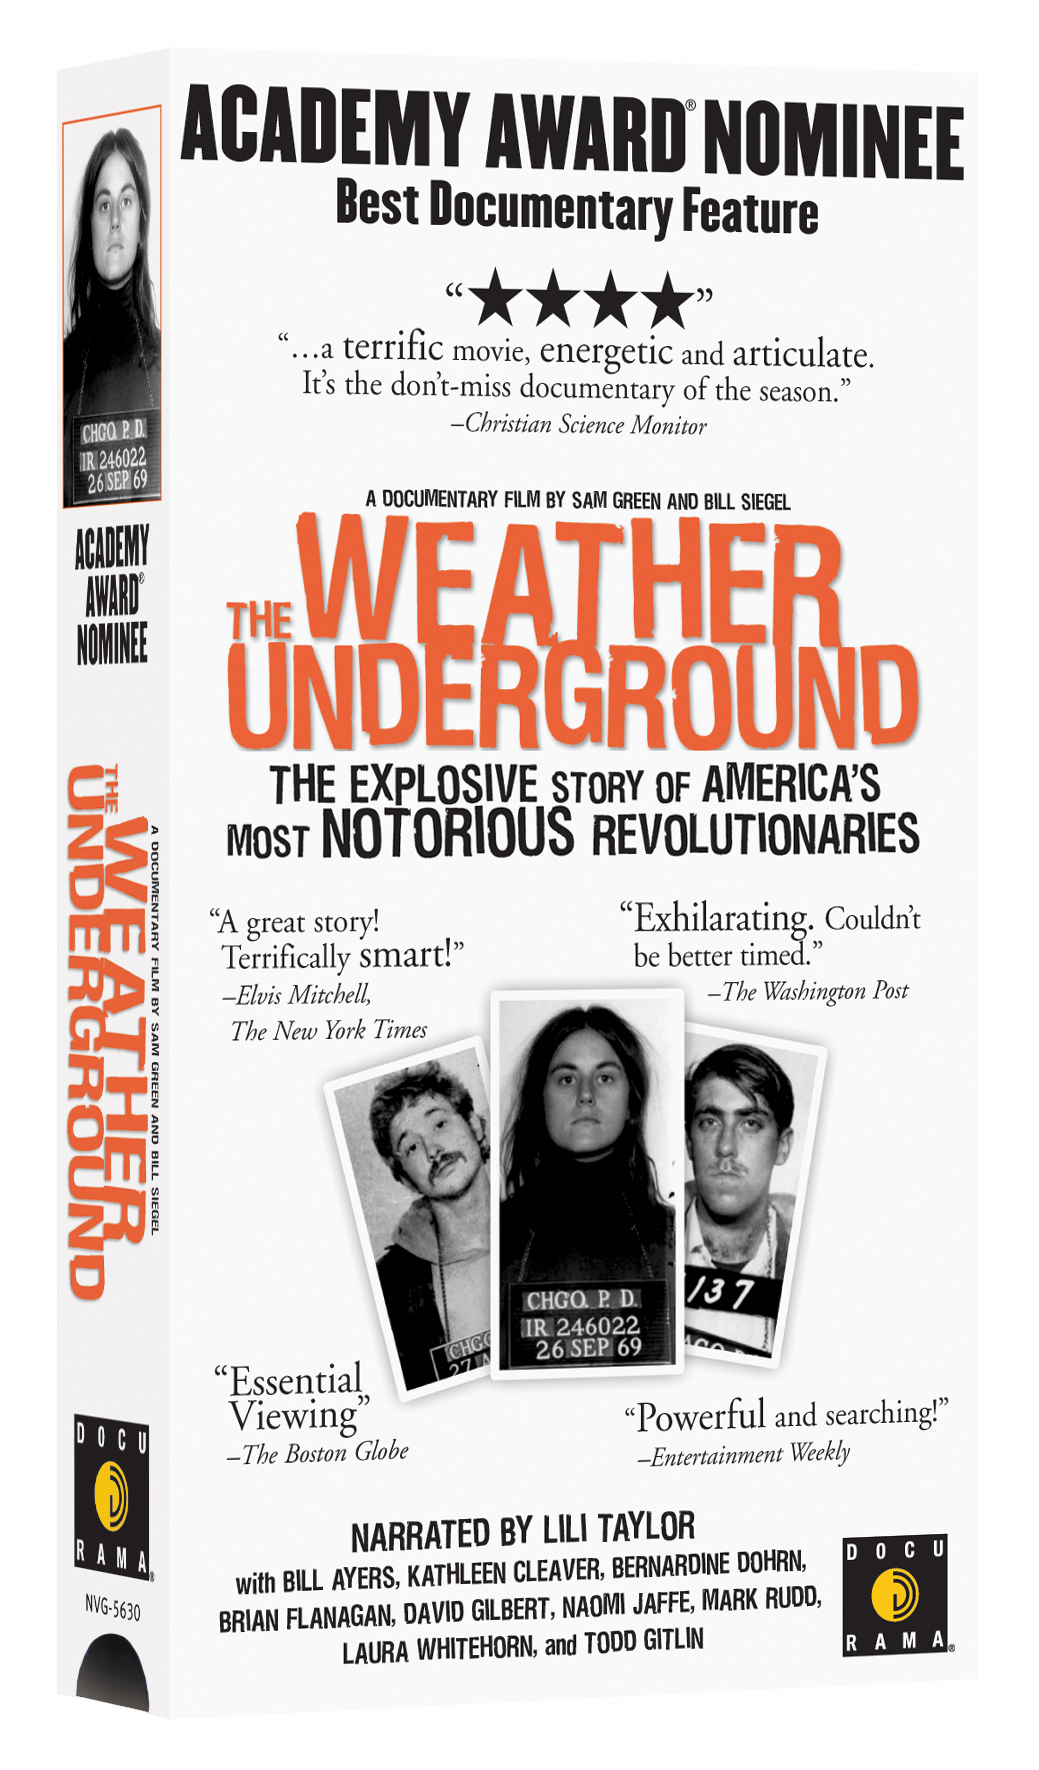 ACADEMY AWARD® NOMINEE
Best Documentary Feature
“★★★★”
“…a terrific movie, energetic and articulate.
It’s the don’t-miss documentary of the season.”
–Christian Science Monitor
A DOCUMENTARY FILM BY SAM GREEN AND BILL SIEGEL
THE WEATHER
UNDERGROUND
THE EXPLOSIVE STORY OF AMERICA’S
MOST NOTORIOUS REVOLUTIONARIES
“A great story!
Terrifically smart!”
–Elvis Mitchell,
The New York Times
“Exhilarating. Couldn’t
be better timed.”
–The Washington Post
CHGO. P. D.
IR 246022
26 SEP 69
CHGO
27
137
“Essential
Viewing”
–The Boston Globe
“Powerful and searching!”
–Entertainment Weekly
NARRATED BY LILI TAYLOR
with BILL AYERS, KATHLEEN CLEAVER, BERNARDINE DOHRN,
BRIAN FLANAGAN, DAVID GILBERT, NAOMI JAFFE, MARK RUDD,
LAURA WHITEHORN, and TODD GITLIN
DOCU
RAMA®
CHGO. P. D.
IR 246022
26 SEP 69
ACADEMY
AWARD®
NOMINEE
THE WEATHER
UNDERGROUND
A DOCUMENTARY FILM BY SAM GREEN AND BILL SIEGEL
DOCU
RAMA®
NVG-5630